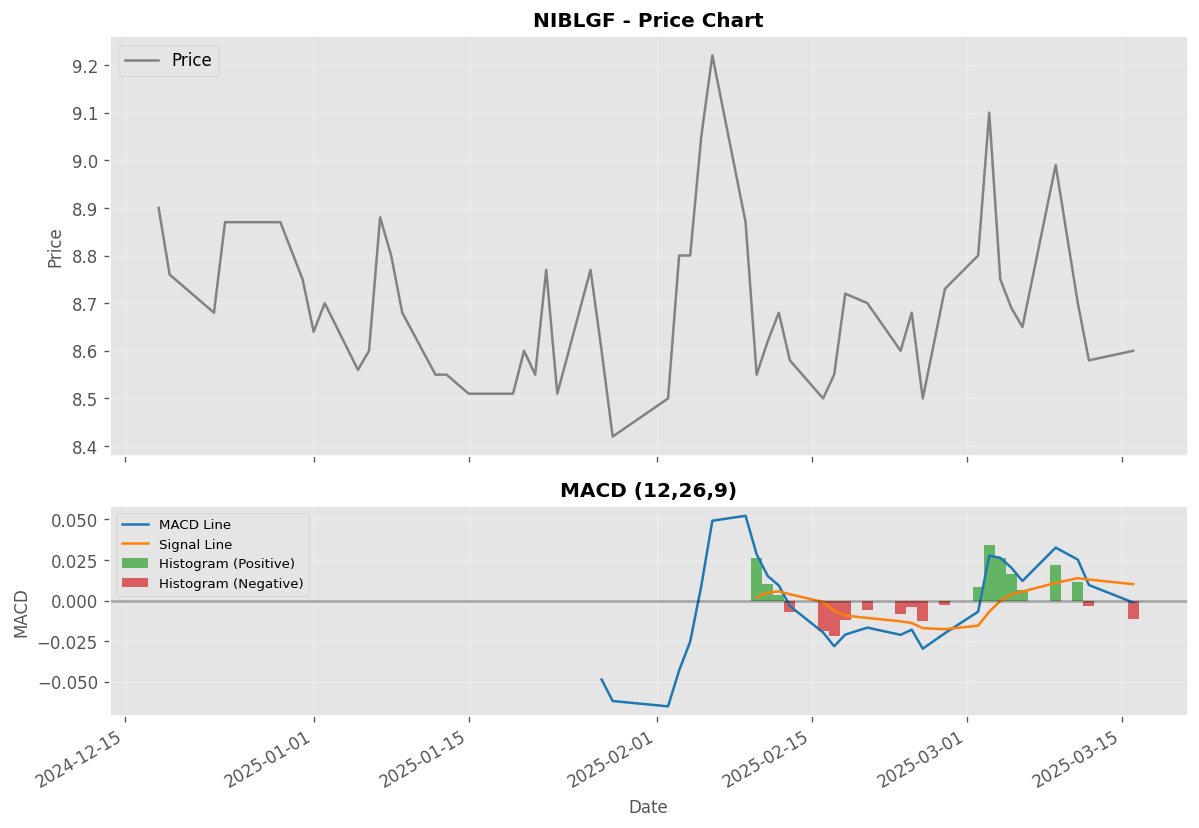 NIBLGF - Price Chart
Price
9.2
9.1
9.0
8.9
8.8
8.7
8.6
8.5
8.4
Price
MACD (12,26,9)
MACD Line
Signal Line
Histogram (Positive)
Histogram (Negative)
0.050
0.025
0.000
−0.025
−0.050
MACD
2024-12-15
2025-01-01
2025-01-15
2025-02-01
2025-02-15
2025-03-01
2025-03-15
Date